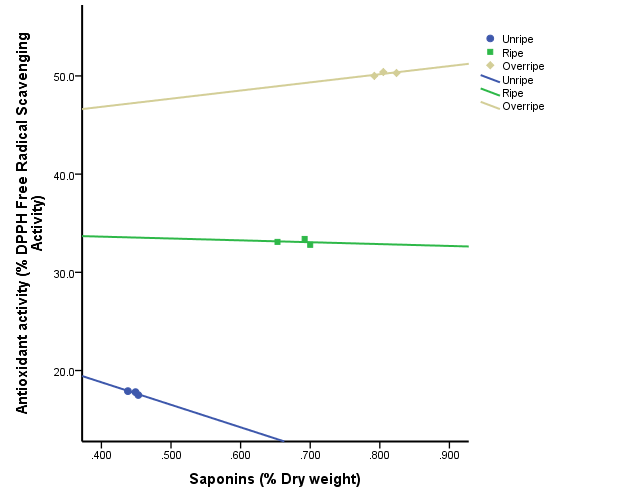 Antioxidant activity (% DPPH Free Radical Scavenging
Activity)
50.0
40.0
30.0
20.0
.400
.500
.600
.700
.800
.900
Saponins (% Dry weight)
Unripe
Ripe
Overripe
Unripe
Ripe
Overripe